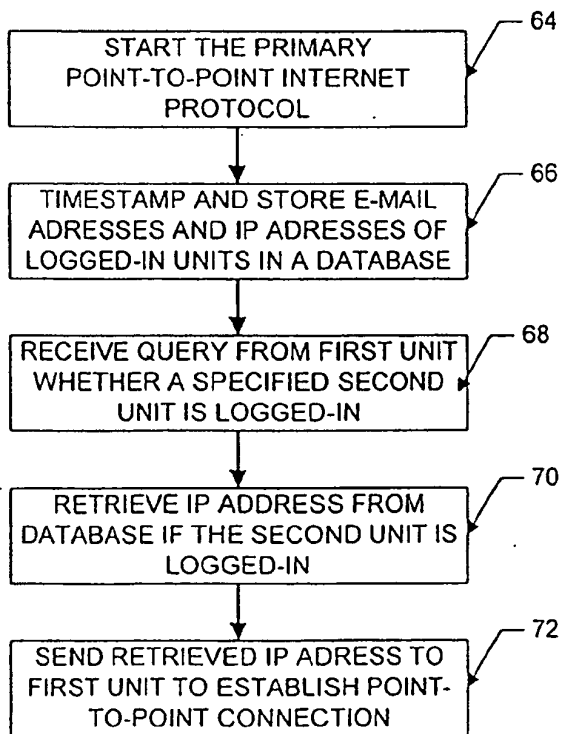 64
START THE PRIMARY
POINT-TO-POINT INTERNET
PROTOCOL
66
TIMESTAMP AND STORE E-MAIL
ADRESSES AND IP ADRESSES OF
LOGGED-IN UNITS IN A DATABASE
68
RECEIVE QUERY FROM FIRST UNIT
WHETHER A SPECIFIED SECOND
UNIT IS LOGGED-IN
70
RETRIEVE IP ADDRESS FROM
DATABASE IF THE SECOND UNIT IS
LOGGED-IN
72
SEND RETRIEVED IP ADRESS TO
FIRST UNIT TO ESTABLISH POINT-
TO-POINT CONNECTION